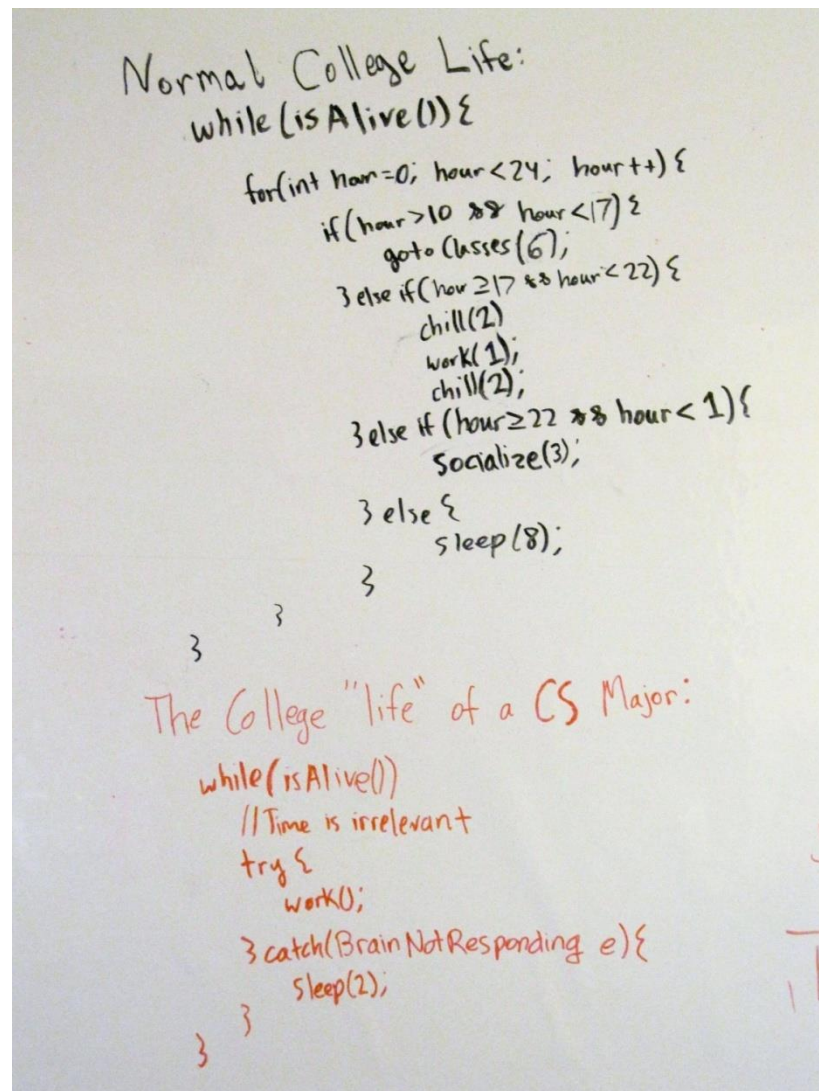 Normal College Life:
while(isAlive()){
for(int hour=0; hour<24; hour++){
if(hour>10 && hour<17){
goto Classes(6);
}else if(hour≥17 && hour<22){
chill(2)
work(1);
chill(2);
}else if(hour≥22 && hour<1){
socialize(3);
}else{
sleep(8);
}
}
}
The College "life" of a CS Major:
while(isAlive())
//Time is irrelevant
try{
work();
}catch(BrainNotResponding e){
sleep(2);
}
}